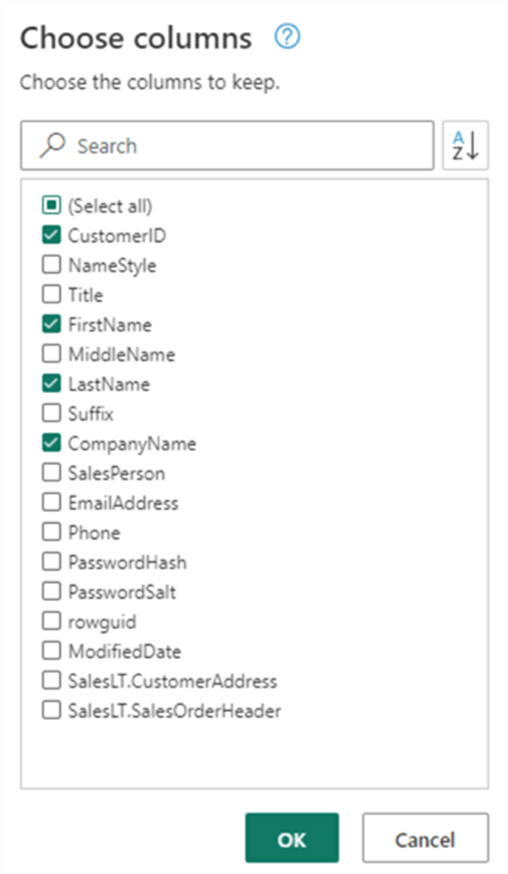 Choose columns ?
Choose the columns to keep.
Search
A
Z
(Select all)
CustomerID
NameStyle
Title
FirstName
MiddleName
LastName
Suffix
CompanyName
SalesPerson
EmailAddress
Phone
PasswordHash
PasswordSalt
rowguid
ModifiedDate
SalesLT.CustomerAddress
SalesLT.SalesOrderHeader
OK Cancel